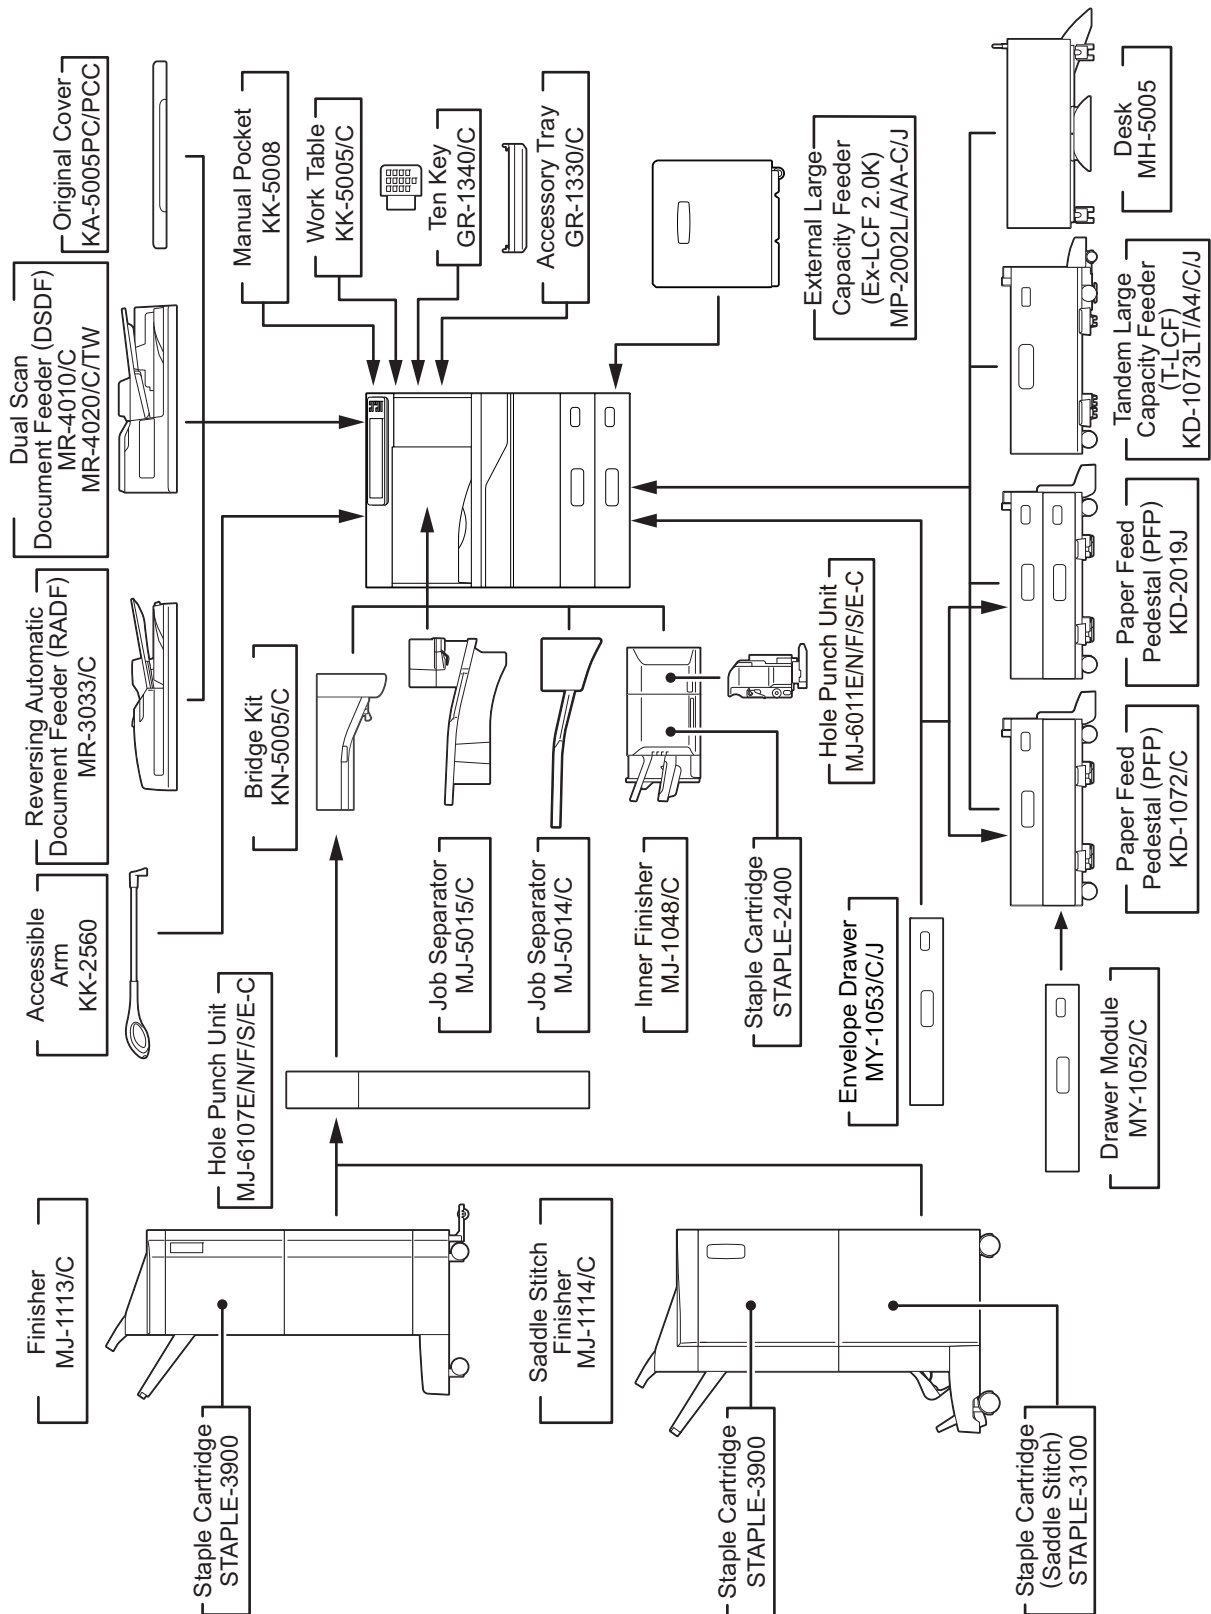 Accessible
Arm
KK-2560
Reversing Automatic
Document Feeder (RADF)
MR-3033/C
Dual Scan
Document Feeder (DSDF)
MR-4010/C
MR-4020/C/TW
Original Cover
KA-5005PC/PCC
Finisher
MJ-1113/C
Hole Punch Unit
MJ-6107E/N/F/S/E-C
Bridge Kit
KN-5005/C
Manual Pocket
KK-5008
Work Table
KK-5005/C
Ten Key
GR-1340/C
Accessory Tray
GR-1330/C
Staple Cartridge
STAPLE-3900
Job Separator
MJ-5015/C
Job Separator
MJ-5014/C
Inner Finisher
MJ-1048/C
Staple Cartridge
STAPLE-2400
Hole Punch Unit
MJ-6011E/N/F/S/E-C
External Large
Capacity Feeder
(Ex-LCF 2.0K)
MP-2002L/A/A-C/J
Saddle Stitch
Finisher
MJ-1114/C
Envelope Drawer
MY-1053/C/J
Staple Cartridge
STAPLE-3900
Staple Cartridge
(Saddle Stitch)
STAPLE-3100
Drawer Module
MY-1052/C
Paper Feed
Pedestal (PFP)
KD-1072/C
Paper Feed
Pedestal (PFP)
KD-2019J
Tandem Large
Capacity Feeder
(T-LCF)
KD-1073LT/A4/C/J
Desk
MH-5005